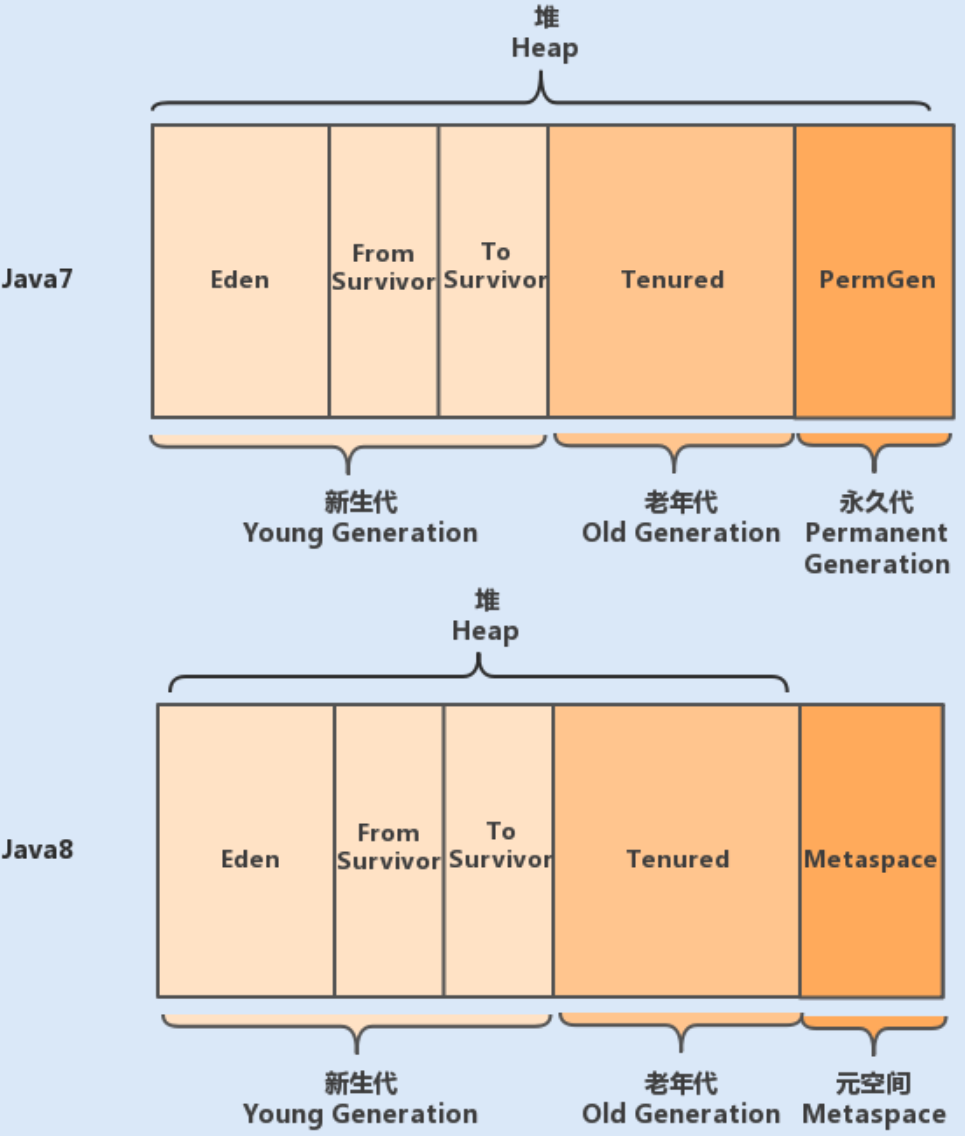 堆
Heap
Java7
Eden
From
Survivor
To
Survivor
Tenured
PermGen
新生代
Young Generation
老年代
Old Generation
永久代
Permanent
Generation
堆
Heap
Java8
Eden
From
Survivor
To
Survivor
Tenured
Metaspace
新生代
Young Generation
老年代
Old Generation
元空间
Metaspace